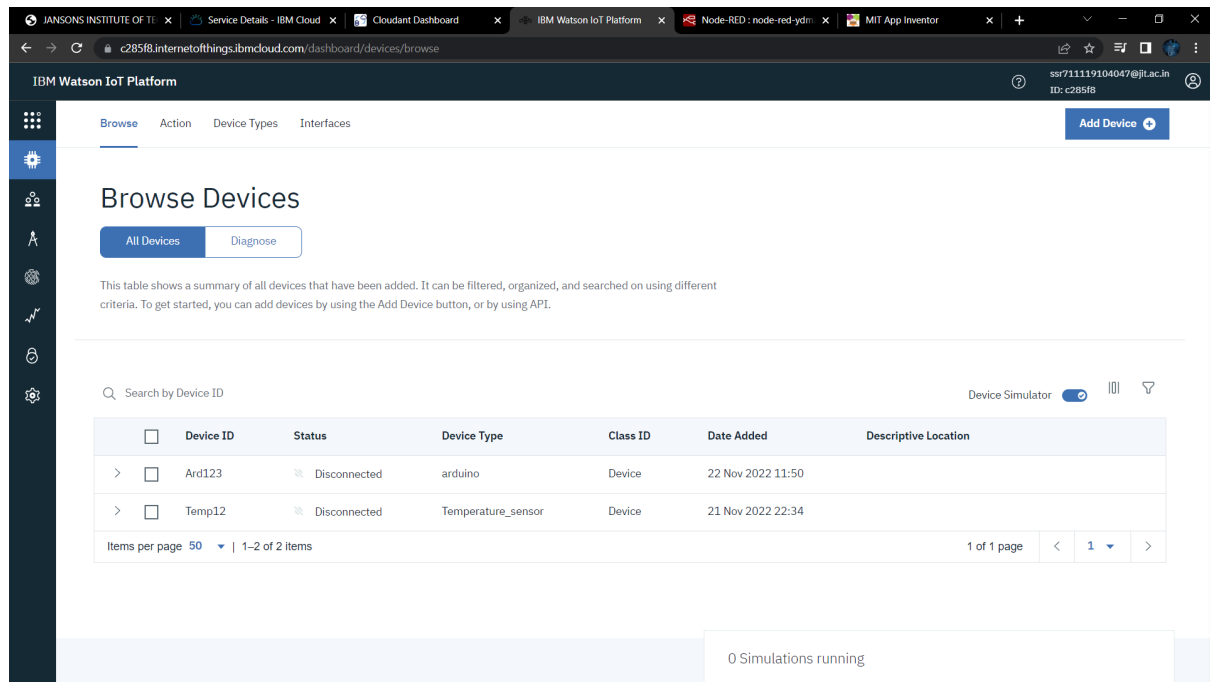 JANSONS INSTITUTE OF TE
Service Details - IBM Cloud
Cloudant Dashboard
IBM Watson IoT Platform
Node-RED : node-red-ydm
MIT App Inventor
c285f8.internetofthings.ibmcloud.com/dashboard/devices/browse
IBM Watson IoT Platform
ssr711119104047@jit.ac.in
ID: c285f8
Browse Action Device Types Interfaces
Add Device
Browse Devices
All Devices Diagnose
This table shows a summary of all devices that have been added. It can be filtered, organized, and searched on using different
criteria. To get started, you can add devices by using the Add Device button, or by using API.
Search by Device ID
Device Simulator
Device ID Status Device Type Class ID Date Added Descriptive Location
Ard123 Disconnected arduino Device 22 Nov 2022 11:50
Temp12 Disconnected Temperature_sensor Device 21 Nov 2022 22:34
Items per page 50 | 1–2 of 2 items 1 of 1 page 1
0 Simulations running